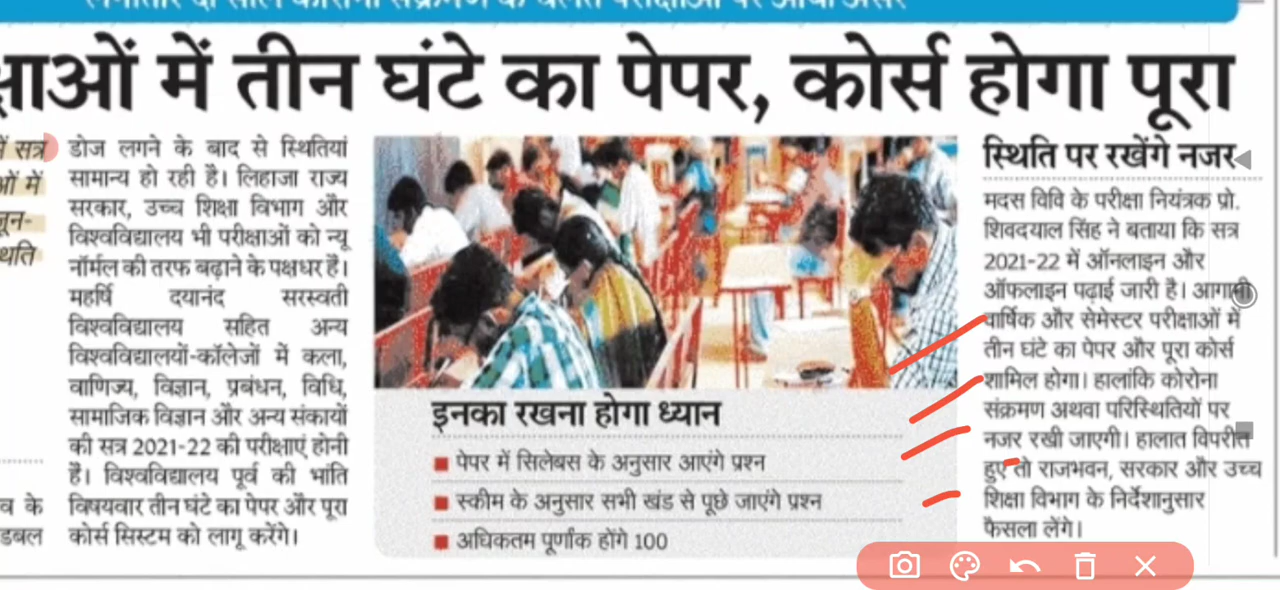 में तीन घंटे का पेपर, कोर्स होगा पूरा
सत्र
में
डोज लगने के बाद से स्थितियां
सामान्य हो रही है। लिहाजा राज्य
सरकार, उच्च शिक्षा विभाग और
विश्वविद्यालय भी परीक्षाओं को न्यू
नॉर्मल की तरफ बढ़ाने के पक्षधर है।
महर्षि दयानंद सरस्वती
विश्वविद्यालय सहित अन्य
विश्वविद्यालयों-कॉलेजों में कला,
वाणिज्य, विज्ञान, प्रबंधन, विधि,
सामाजिक विज्ञान और अन्य संकायों
की सत्र 2021-22 की परीक्षाएं होनी
है। विश्वविद्यालय पूर्व की भांति
विषयवार तीन घंटे का पेपर और पूरा
कोर्स सिस्टम को लागू करेंगे।
व के
डबल
इनका रखना होगा ध्यान
पेपर में सिलेबस के अनुसार आएंगे प्रश्न
स्कीम के अनुसार सभी खंड से पूछे जाएंगे प्रश्न
अधिकतम पूर्णांक होंगे 100
स्थिति पर रखेंगे नजर
मदस विवि के परीक्षा नियंत्रक प्रो.
शिवदयाल सिंह ने बताया कि सत्र
2021-22 में ऑनलाइन और
ऑफलाइन पढ़ाई जारी है। आगामी
वार्षिक और सेमेस्टर परीक्षाओं में
तीन घंटे का पेपर और पूरा कोर्स
शामिल होगा। हालांकि कोरोना
संक्रमण अथवा परिस्थितियों पर
नजर रखी जाएगी। हालात विपरीत
हुए तो राजभवन, सरकार और उच्च
शिक्षा विभाग के निर्देशानुसार
फैसला लेंगे।